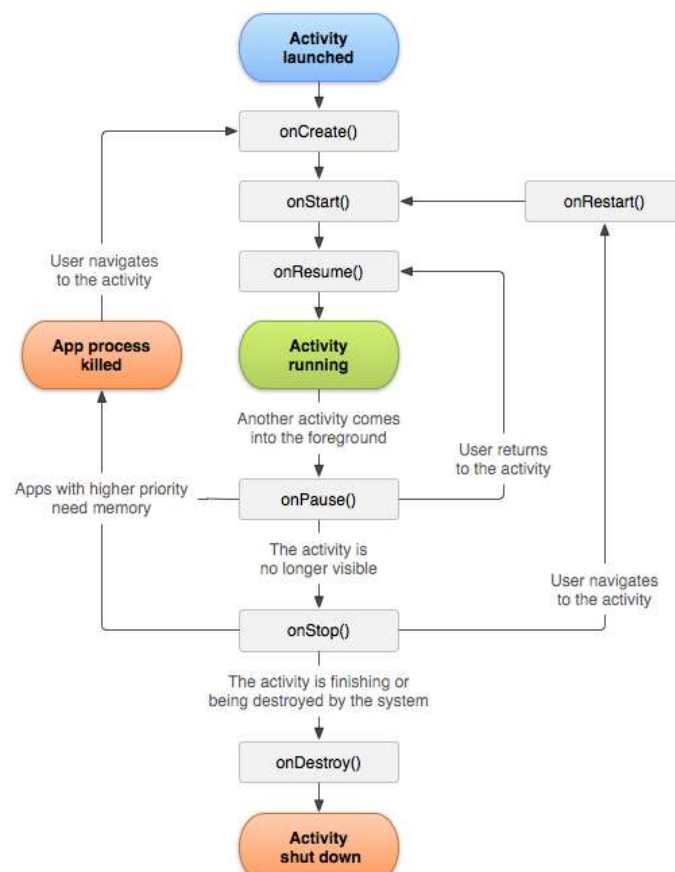 Activity
launched
onCreate()
onStart()
onRestart()
User navigates
to the activity
onResume()
App process
killed
Activity
running
Another activity comes
into the foreground
User returns
to the activity
Apps with higher priority
need memory
onPause()
The activity is
no longer visible
User navigates
to the activity
onStop()
The activity is finishing or
being destroyed by the system
onDestroy()
Activity
shut down